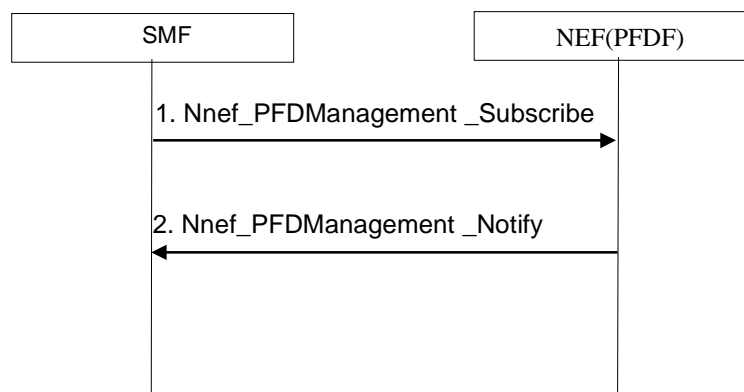 SMF
NEF(PFDF)
1. Nnef_PFDManagement _Subscribe
2. Nnef_PFDManagement _Notify